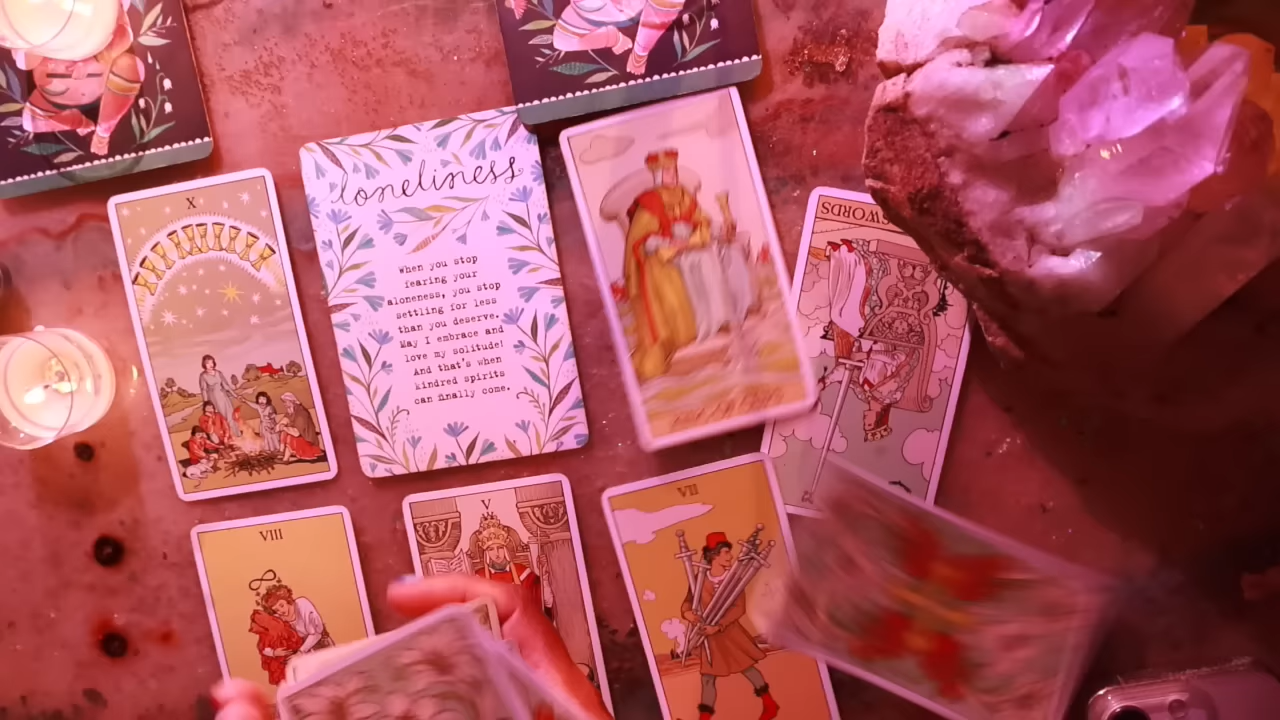 X
loneliness
When you stop
fearing your
aloneness, you stop
settling for less
than you deserve.
May I embrace and
love my solitude!
And that's when
kindred spirits
can finally come.
SWORDS
VIII
V
VII